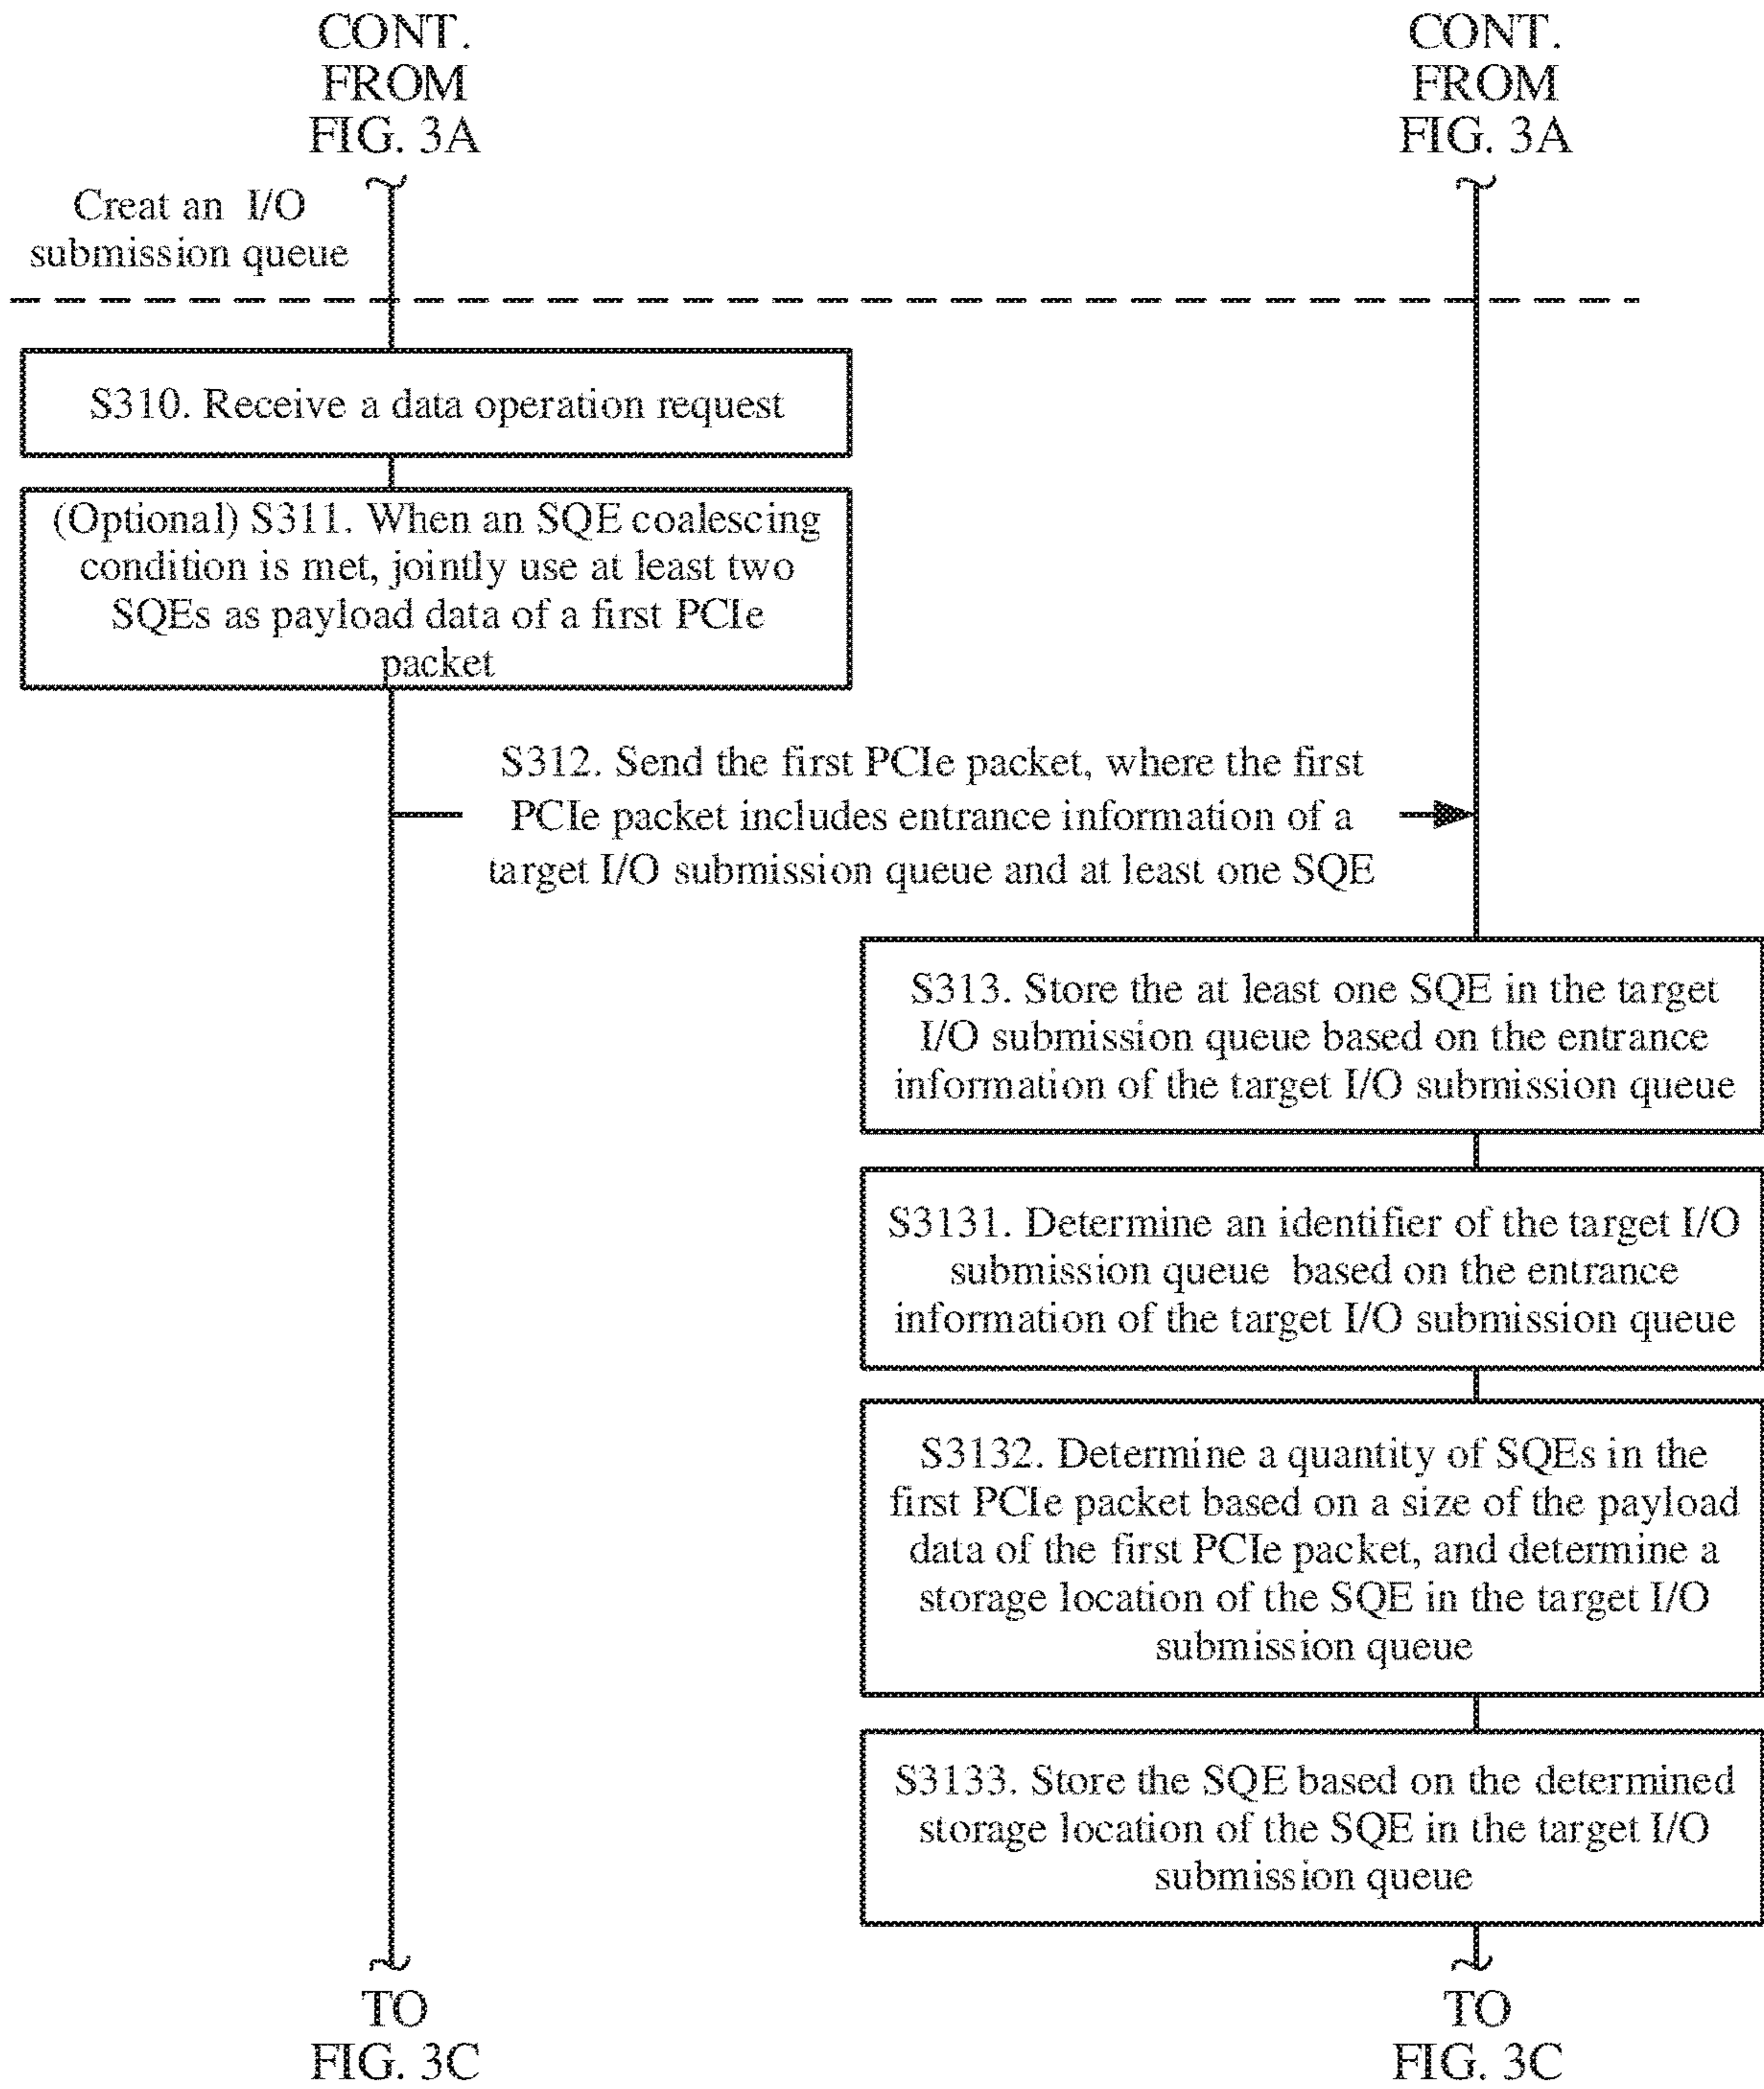 CONT.
FROM
FIG. 3A
CONT.
FROM
FIG. 3A
Creat an I/O
submission queue
S310. Receive a data operation request
(Optional) S311. When an SQE coalescing
condition is met, jointly use at least two
SQEs as payload data of a first PCIe
packet
S312. Send the first PCIe packet, where the first
PCIe packet includes entrance information of a
target I/O submission queue and at least one SQE
S313. Store the at least one SQE in the target
I/O submission queue based on the entrance
information of the target I/O submission queue
S3131. Determine an identifier of the target I/O
submission queue based on the entrance
information of the target I/O submission queue
S3132. Determine a quantity of SQEs in the
first PCIe packet based on a size of the payload
data of the first PCIe packet, and determine a
storage location of the SQE in the target I/O
submission queue
S3133. Store the SQE based on the determined
storage location of the SQE in the target I/O
submission queue
TO
FIG. 3C
TO
FIG. 3C